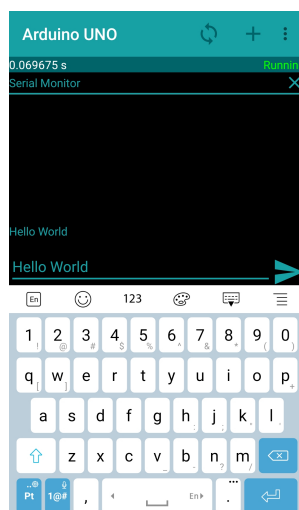 Arduino UNO
0.069675 s Runnin
Serial Monitor
Hello World
Hello World
En 123
1 ! 2 @ 3 # 4 $ 5 % 6 ^ 7 & 8 * 9 ( 0 )
q [ w ] e r t y u i o p +
a s d f g h ; j ; k ' l
z x c v _ b - n ? m /
Pt 1@# , En .